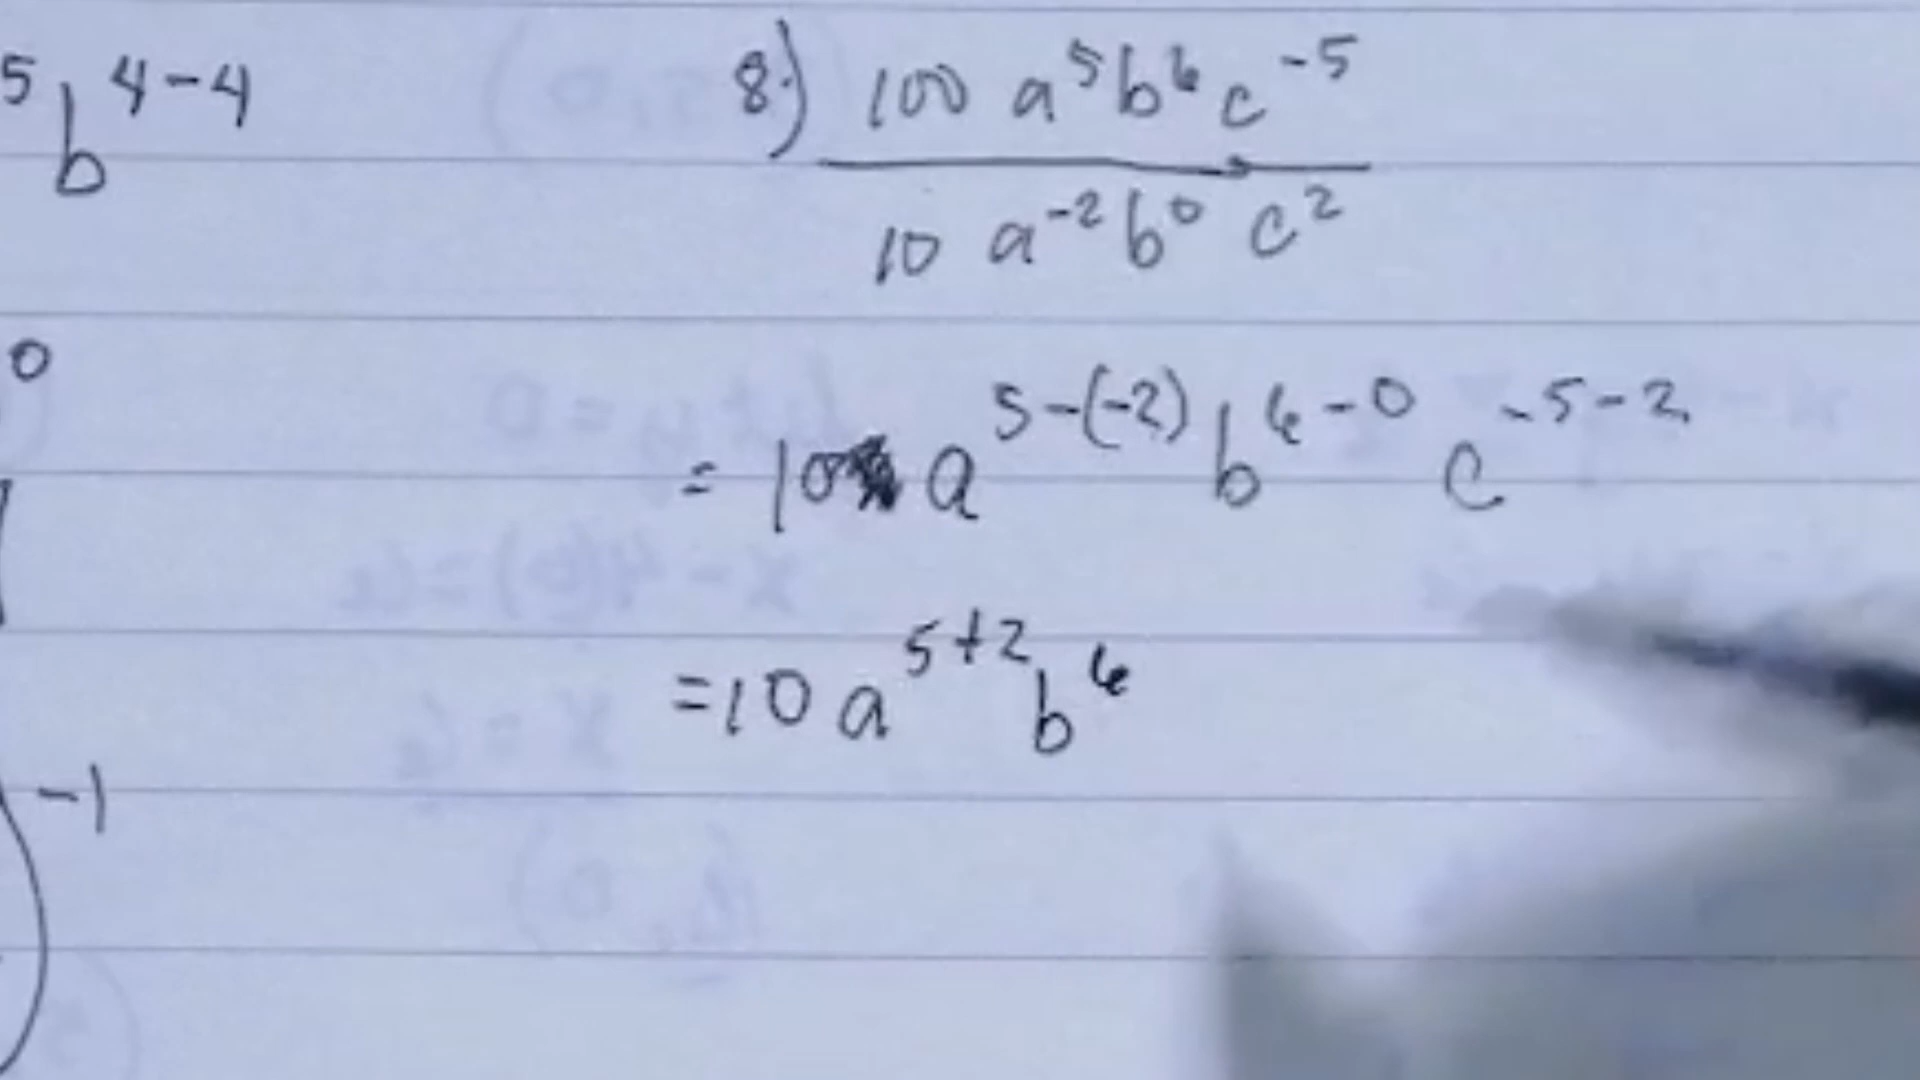 5 b^{4-4}
0
-1
8.) 100 a^5 b^6 c^{-5}
10 a^{-2} b^0 c^2
= 10 a^{5-(-2)} b^{6-0} c^{-5-2}
= 10 a^{5+2} b^6